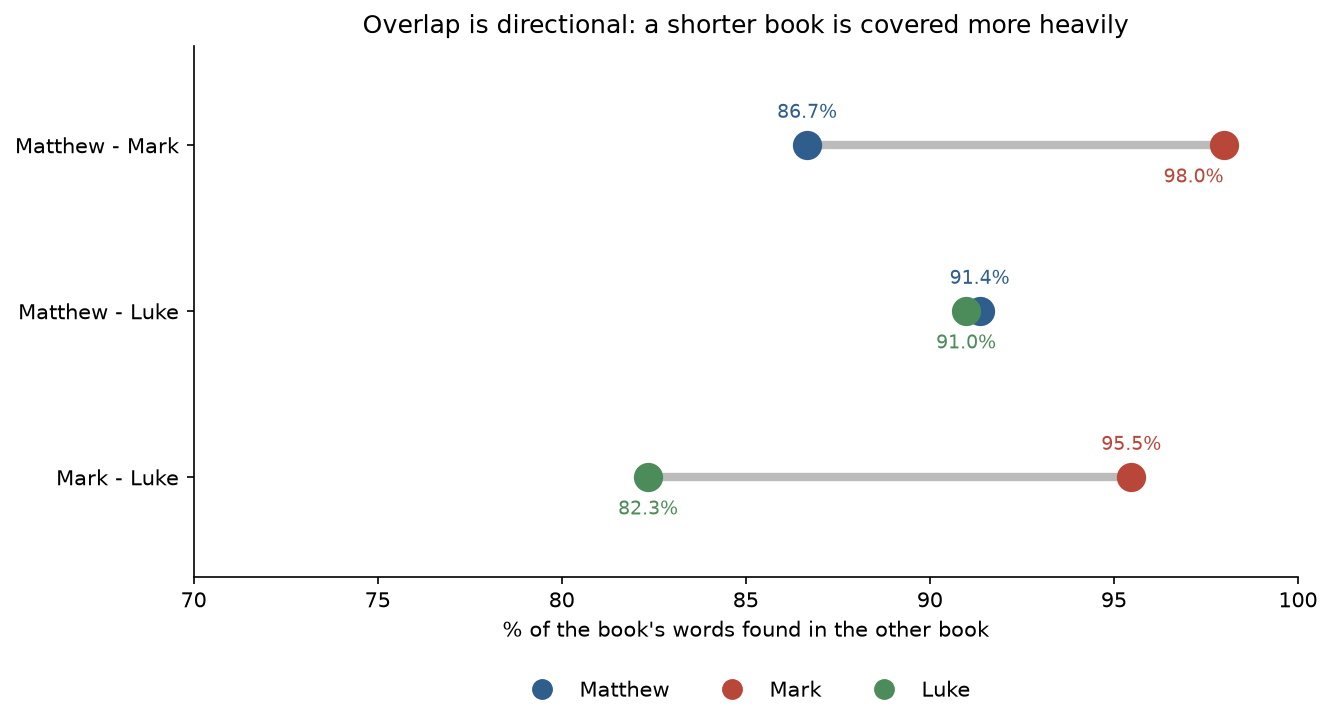 Overlap is directional: a shorter book is covered more heavily
86.7%
Matthew - Mark
98.0%
91.4%
Matthew - Luke
91.0%
95.5%
Mark - Luke
82.3%
70 75 80 85 90 95 100
% of the book's words found in the other book
Matthew Mark Luke